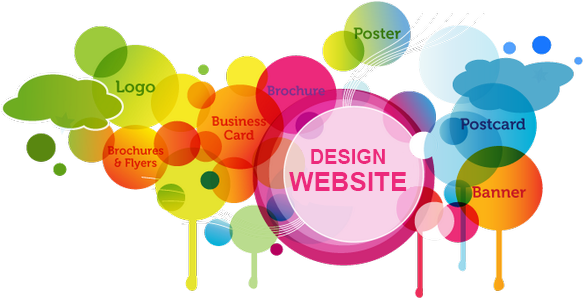 Poster
Logo
Brochure
Business
Card
Postcard
Brochures
& Flyers
DESIGN
WEBSITE
Banner